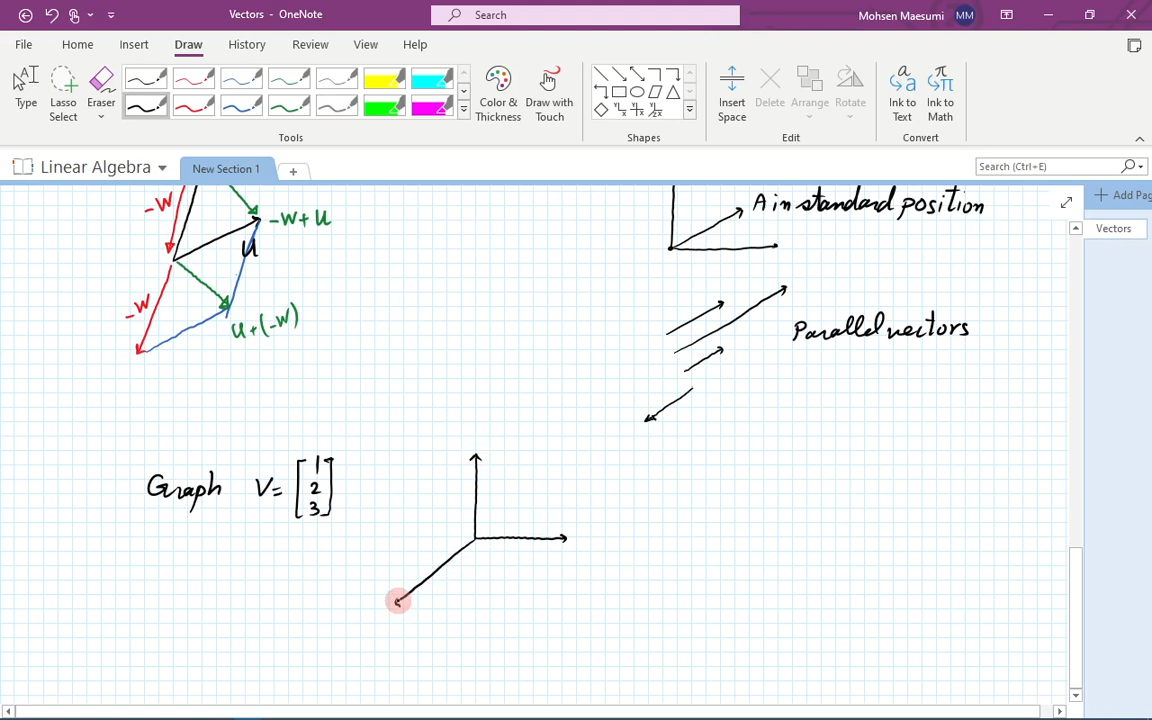 Vectors - OneNote
Search
Mohsen Maesumi
MM
File
Home
Insert
Draw
History
Review
View
Help
Type
Lasso
Select
Eraser
Color &
Thickness
Draw with
Touch
Insert
Space
Delete
Arrange
Rotate
Ink to
Text
Ink to
Math
Tools
Shapes
Edit
Convert
Linear Algebra
New Section 1
Search (Ctrl+E)
Add Pag
Vectors
-W
-W + U
U
-W
U + (-W)
A in standard position
Parallel vectors
Graph V = [1
2
3]